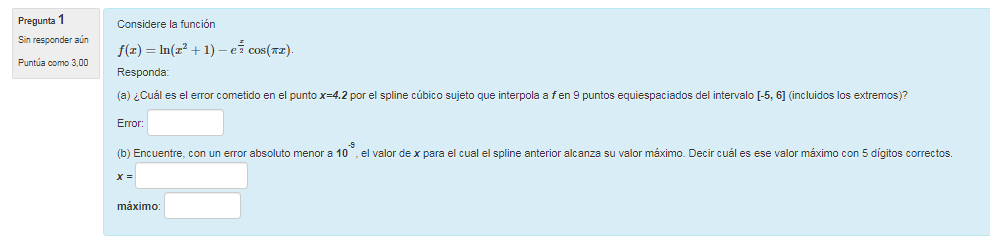 Pregunta 1
Sin responder aún
Puntúa como 3,00
Considere la función
f(x) = ln(x² + 1) − e^{x/2} cos(πx).
Responda:
(a) ¿Cuál es el error cometido en el punto x=4.2 por el spline cúbico sujeto que interpola a f en 9 puntos equiespaciados del intervalo [-5, 6] (incluidos los extremos)?
Error:
(b) Encuentre, con un error absoluto menor a 10^{-9}, el valor de x para el cual el spline anterior alcanza su valor máximo. Decir cuál es ese valor máximo con 5 dígitos correctos.
x =
máximo: